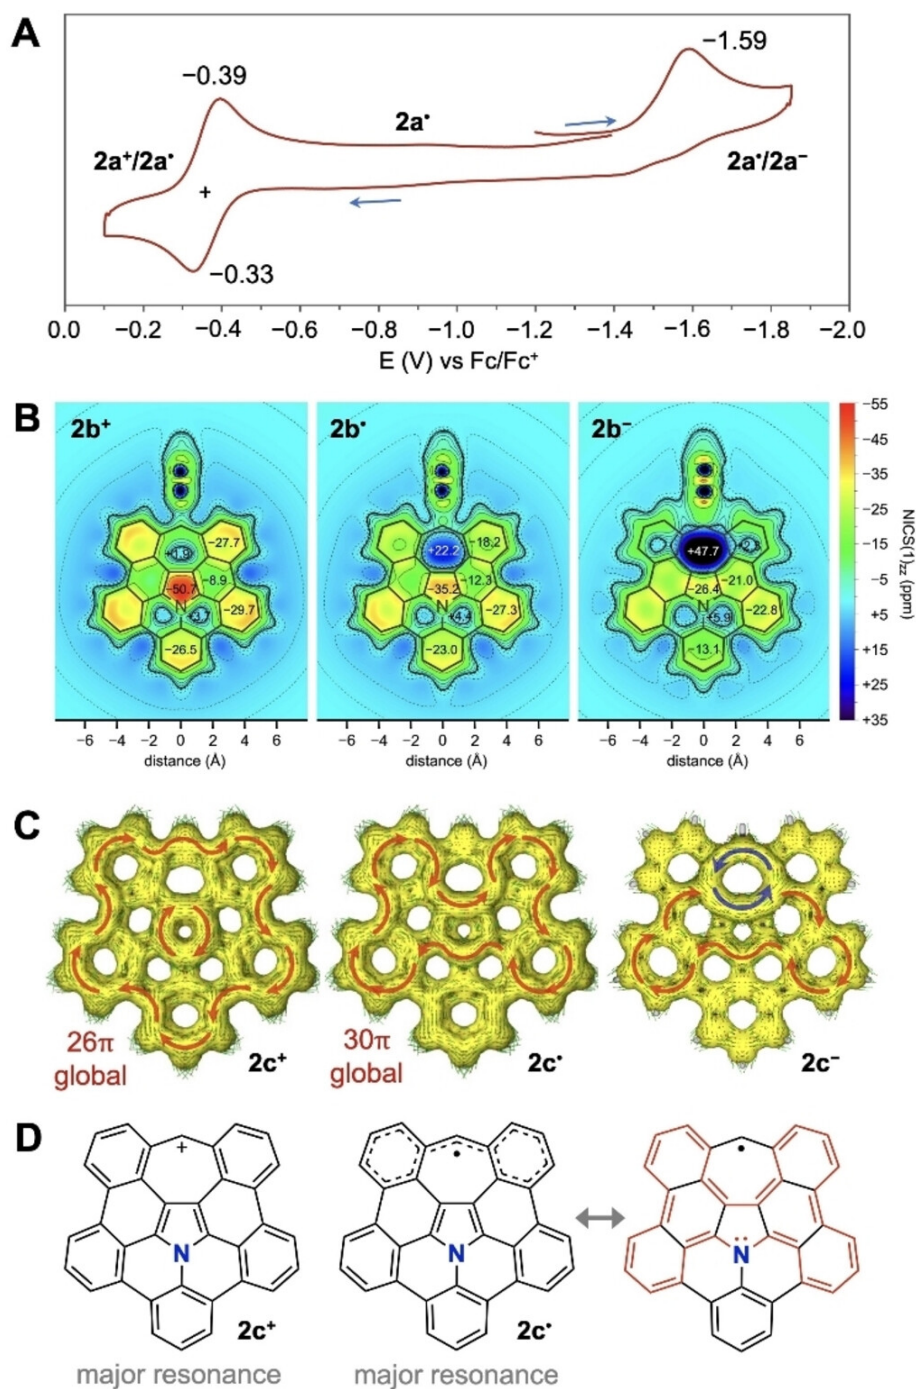 A
−0.39
−1.59
2a⁺/2a•
2a•
2a•/2a⁻
+
−0.33
0.0 −0.2 −0.4 −0.6 −0.8 −1.0 −1.2 −1.4 −1.6 −1.8 −2.0
E (V) vs Fc/Fc⁺
B
2b⁺ 2b• 2b⁻
+0.9 −27.7
−8.9
−50.7
N
−29.7
−26.5
+22.2 −18.2
−12.3
−35.2
N
+4.4 −27.3
−23.0
+47.7
−21.0
−26.4
N
+5.9 −22.8
−13.1
−55
−45
−35
−25
−15
−5
+5
+15
+25
+35
NICS(1)zz (ppm)
−6 −4 −2 0 2 4 6
distance (Å)
−6 −4 −2 0 2 4 6
distance (Å)
−6 −4 −2 0 2 4 6
distance (Å)
C
26π
global
2c⁺
30π
global
2c•
2c⁻
D
+
N
2c⁺
major resonance
•
N
2c•
major resonance
•
N